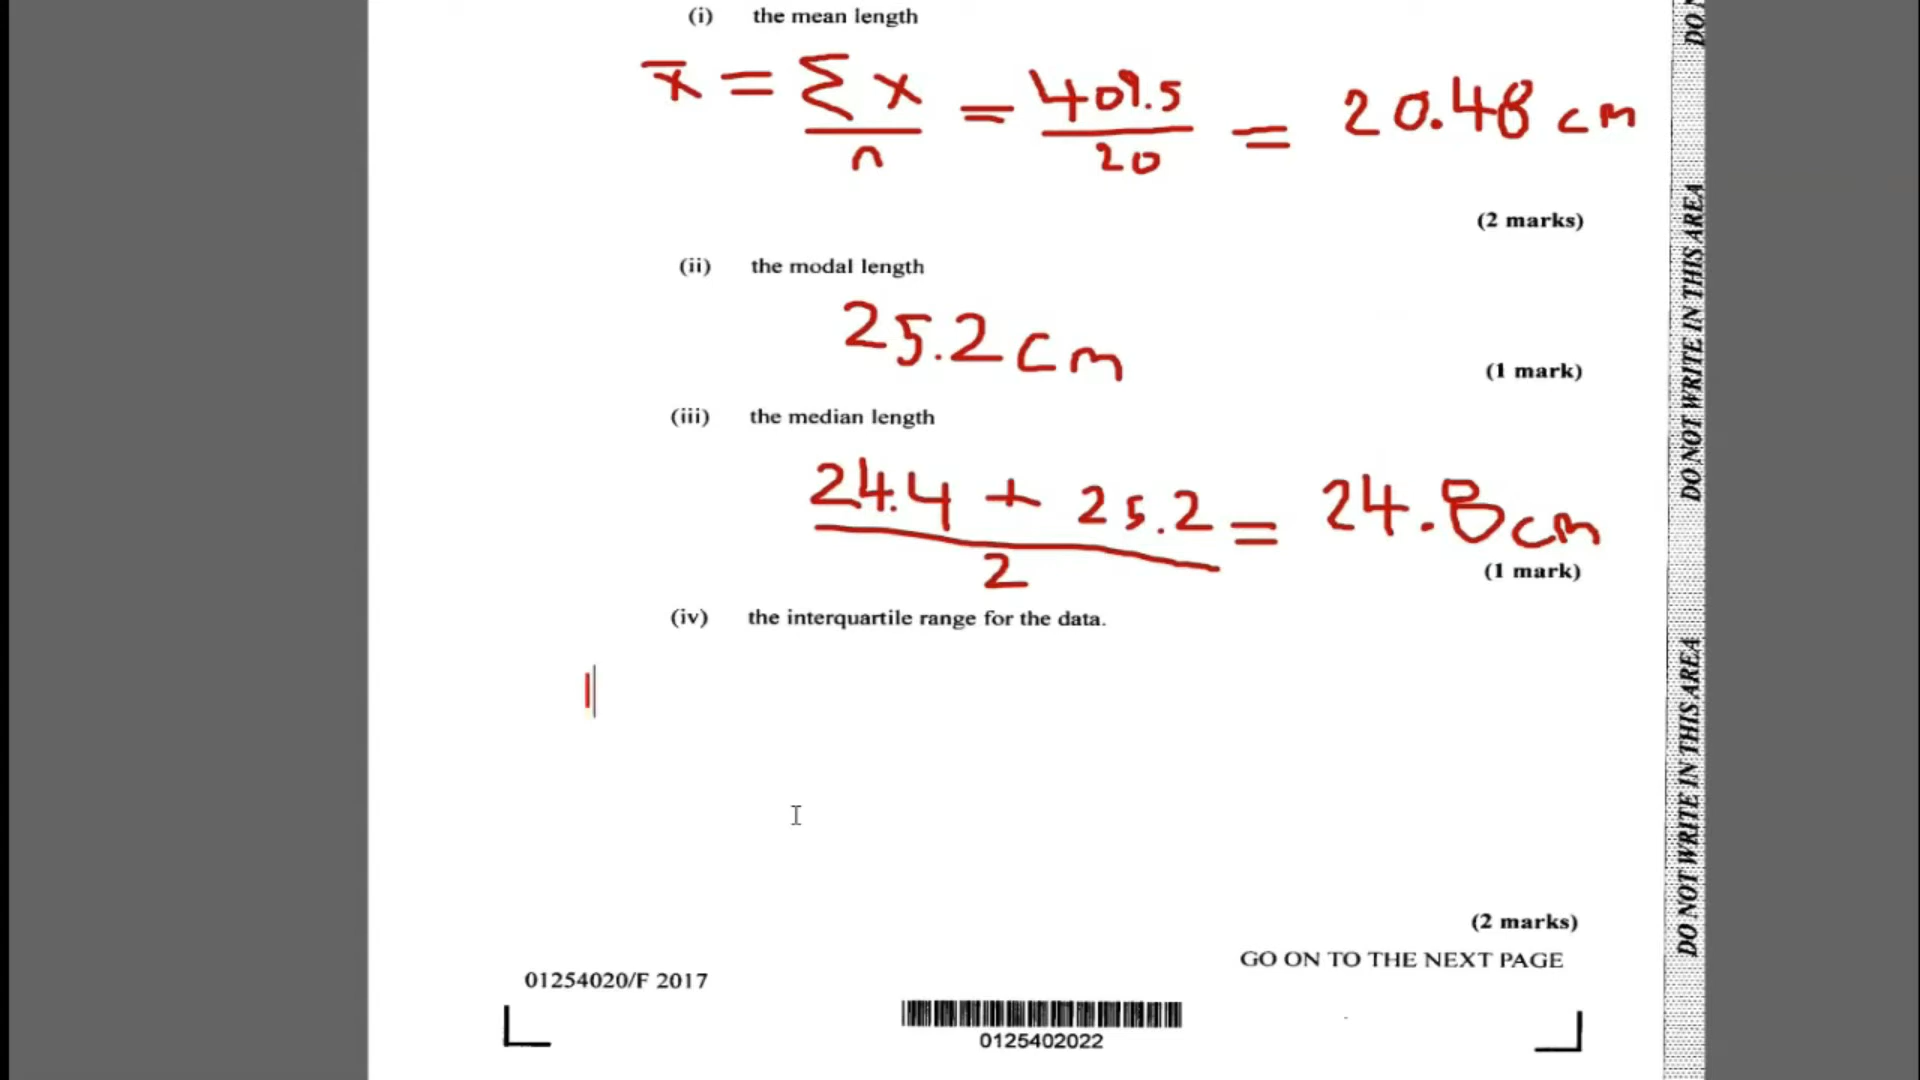 (i) the mean length
x̄ = Σx / n = 409.5 / 20 = 20.48 cm
(2 marks)
(ii) the modal length
25.2 cm
(1 mark)
(iii) the median length
24.4 + 25.2 / 2 = 24.8 cm
(1 mark)
(iv) the interquartile range for the data.
(2 marks)
GO ON TO THE NEXT PAGE
01254020/F 2017
0125402022
DO N
DO NOT WRITE IN THIS AREA
DO NOT WRITE IN THIS AREA